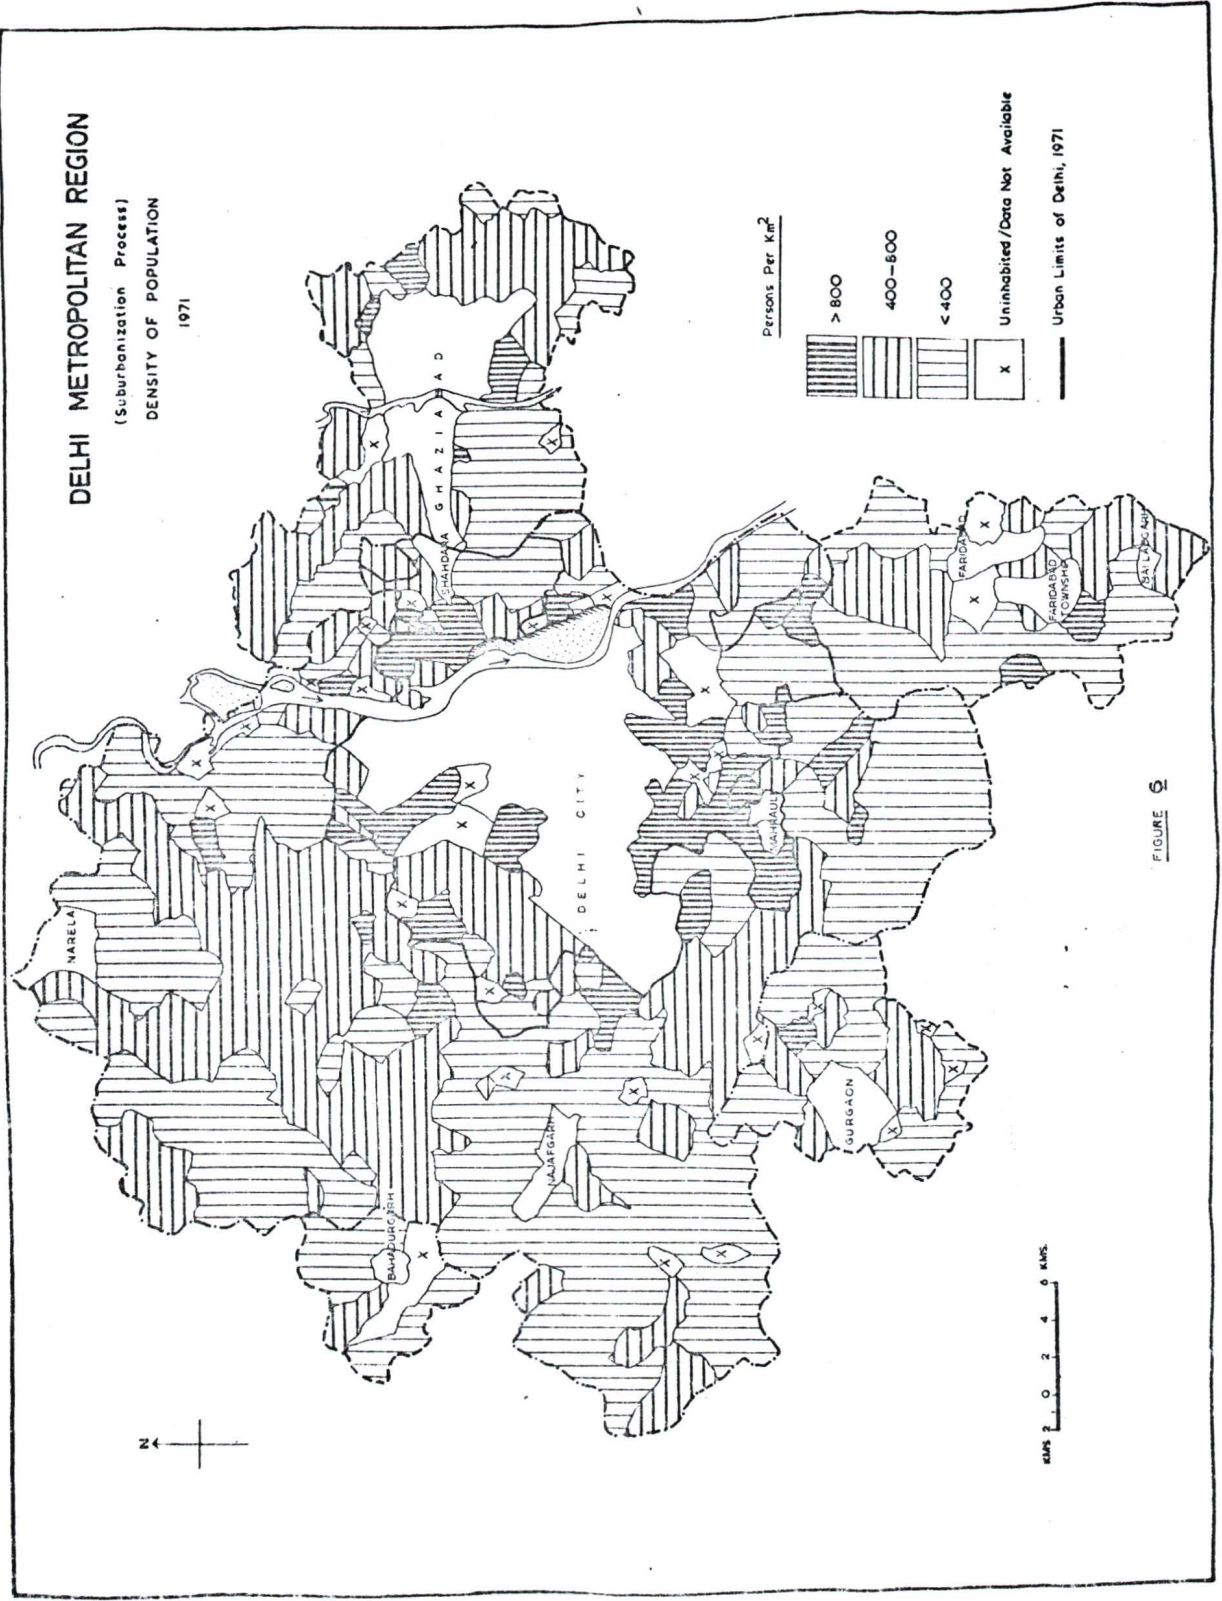 DELHI METROPOLITAN REGION
(Suburbanization Process)
DENSITY OF POPULATION
1971
NARELA
BAHADURGARH
NAJAFGARH
DELHI CITY
SHAHDARA
GHAZIABAD
MAHRAULI
GURGAON
FARIDABAD
FARIDABAD
TOWNSHIP
BALLABGARH
Persons Per Km²
>800
400-800
<400
X Uninhabited/Data Not Available
Urban Limits of Delhi, 1971
N
KMS 2 0 2 4 6 KMS.
FIGURE 6